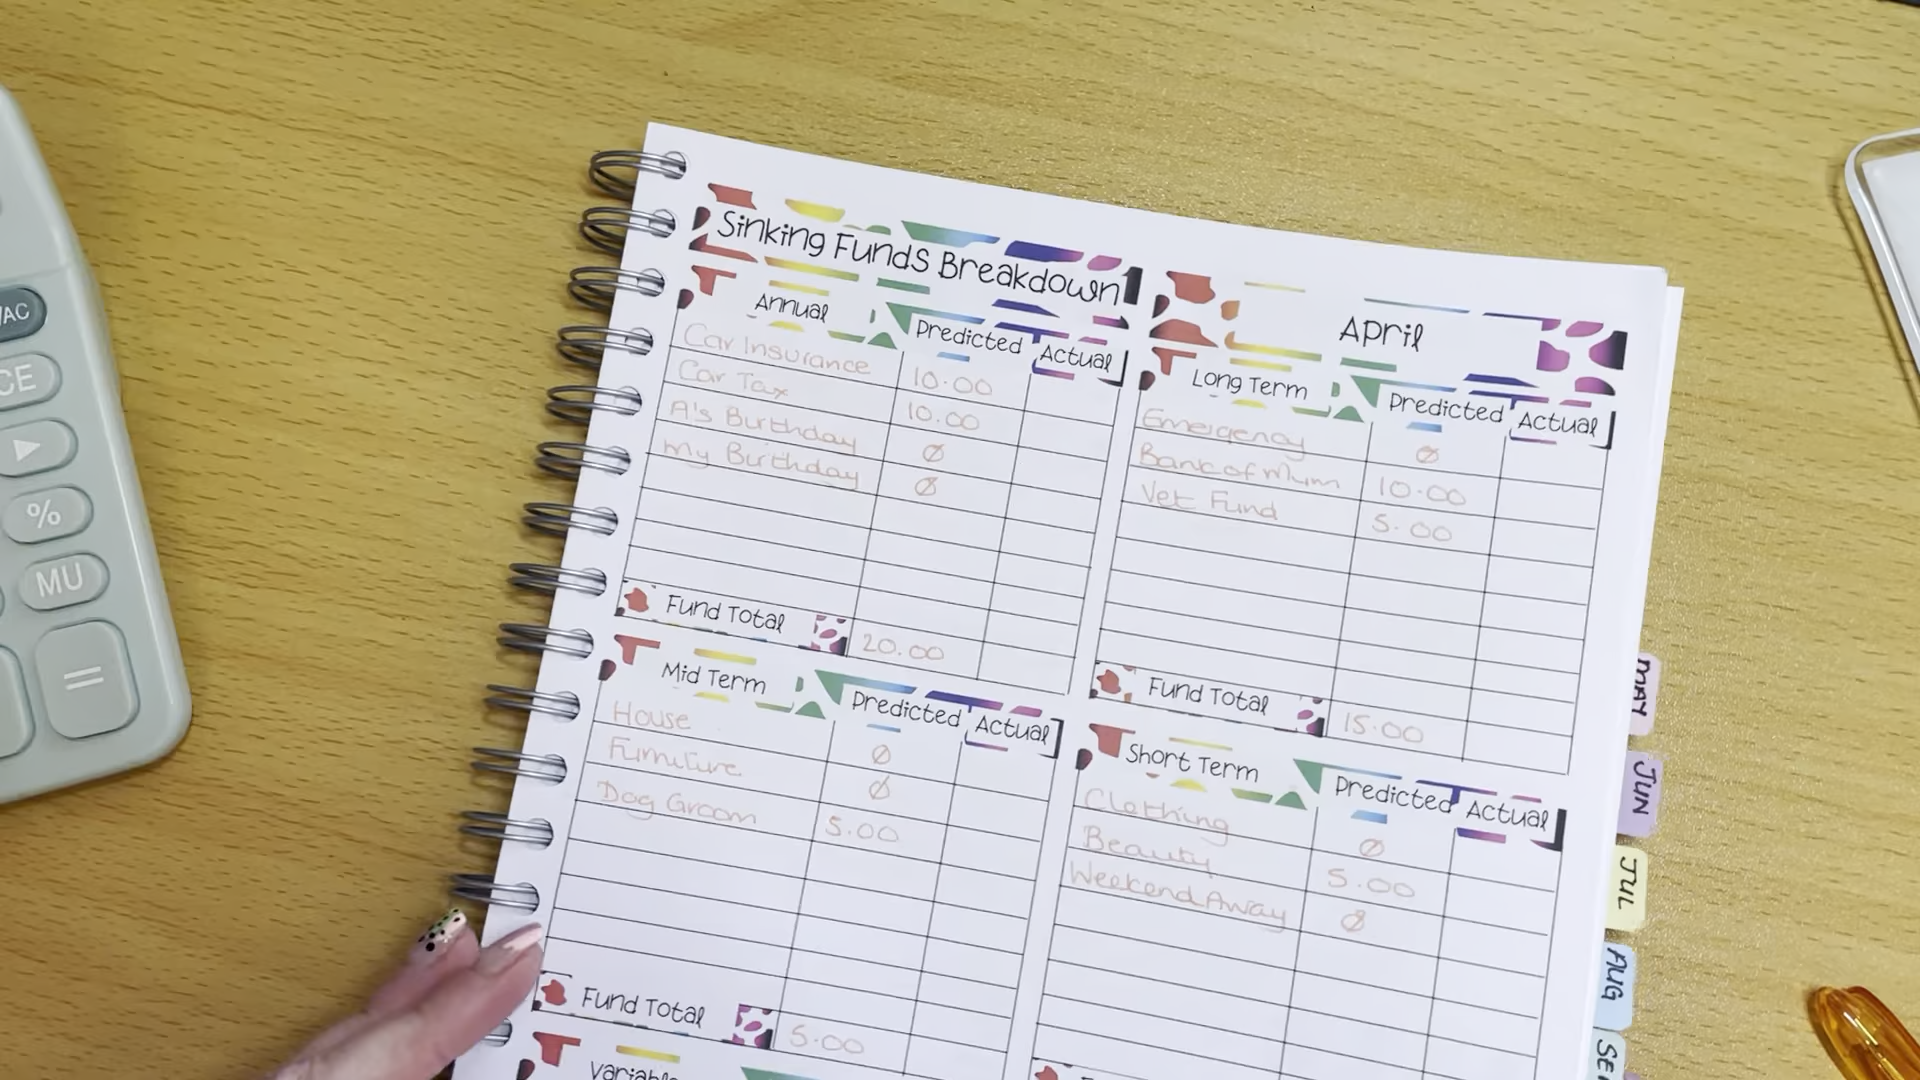 Sinking Funds Breakdown
April
Annual Predicted Actual
Car Insurance 10.00
Car Tax 10.00
A's Birthday Ø
My Birthday Ø
Fund Total 20.00
Long Term Predicted Actual
Emergency Ø
Bank of Mum 10.00
Vet Fund 5.00
Fund Total 15.00
Mid Term Predicted Actual
House Ø
Furniture Ø
Dog Groom 5.00
Fund Total 5.00
Short Term Predicted Actual
Clothing Ø
Beauty 5.00
Weekend Away Ø
MAY
JUN
JUL
AUG
AC
CE
%
MU
=